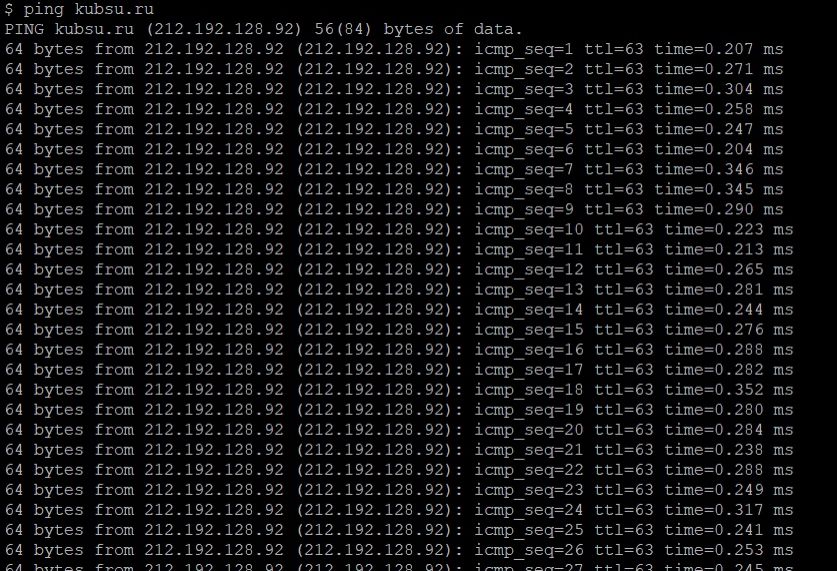 $ ping kubsu.ru
PING kubsu.ru (212.192.128.92) 56(84) bytes of data.
64 bytes from 212.192.128.92 (212.192.128.92): icmp_seq=1 ttl=63 time=0.207 ms
64 bytes from 212.192.128.92 (212.192.128.92): icmp_seq=2 ttl=63 time=0.271 ms
64 bytes from 212.192.128.92 (212.192.128.92): icmp_seq=3 ttl=63 time=0.304 ms
64 bytes from 212.192.128.92 (212.192.128.92): icmp_seq=4 ttl=63 time=0.258 ms
64 bytes from 212.192.128.92 (212.192.128.92): icmp_seq=5 ttl=63 time=0.247 ms
64 bytes from 212.192.128.92 (212.192.128.92): icmp_seq=6 ttl=63 time=0.204 ms
64 bytes from 212.192.128.92 (212.192.128.92): icmp_seq=7 ttl=63 time=0.346 ms
64 bytes from 212.192.128.92 (212.192.128.92): icmp_seq=8 ttl=63 time=0.345 ms
64 bytes from 212.192.128.92 (212.192.128.92): icmp_seq=9 ttl=63 time=0.290 ms
64 bytes from 212.192.128.92 (212.192.128.92): icmp_seq=10 ttl=63 time=0.223 ms
64 bytes from 212.192.128.92 (212.192.128.92): icmp_seq=11 ttl=63 time=0.213 ms
64 bytes from 212.192.128.92 (212.192.128.92): icmp_seq=12 ttl=63 time=0.265 ms
64 bytes from 212.192.128.92 (212.192.128.92): icmp_seq=13 ttl=63 time=0.281 ms
64 bytes from 212.192.128.92 (212.192.128.92): icmp_seq=14 ttl=63 time=0.244 ms
64 bytes from 212.192.128.92 (212.192.128.92): icmp_seq=15 ttl=63 time=0.276 ms
64 bytes from 212.192.128.92 (212.192.128.92): icmp_seq=16 ttl=63 time=0.288 ms
64 bytes from 212.192.128.92 (212.192.128.92): icmp_seq=17 ttl=63 time=0.282 ms
64 bytes from 212.192.128.92 (212.192.128.92): icmp_seq=18 ttl=63 time=0.352 ms
64 bytes from 212.192.128.92 (212.192.128.92): icmp_seq=19 ttl=63 time=0.280 ms
64 bytes from 212.192.128.92 (212.192.128.92): icmp_seq=20 ttl=63 time=0.284 ms
64 bytes from 212.192.128.92 (212.192.128.92): icmp_seq=21 ttl=63 time=0.238 ms
64 bytes from 212.192.128.92 (212.192.128.92): icmp_seq=22 ttl=63 time=0.288 ms
64 bytes from 212.192.128.92 (212.192.128.92): icmp_seq=23 ttl=63 time=0.249 ms
64 bytes from 212.192.128.92 (212.192.128.92): icmp_seq=24 ttl=63 time=0.317 ms
64 bytes from 212.192.128.92 (212.192.128.92): icmp_seq=25 ttl=63 time=0.241 ms
64 bytes from 212.192.128.92 (212.192.128.92): icmp_seq=26 ttl=63 time=0.253 ms
64 bytes from 212.192.128.92 (212.192.128.92): icmp_seq=27 ttl=63 time=0.245 ms